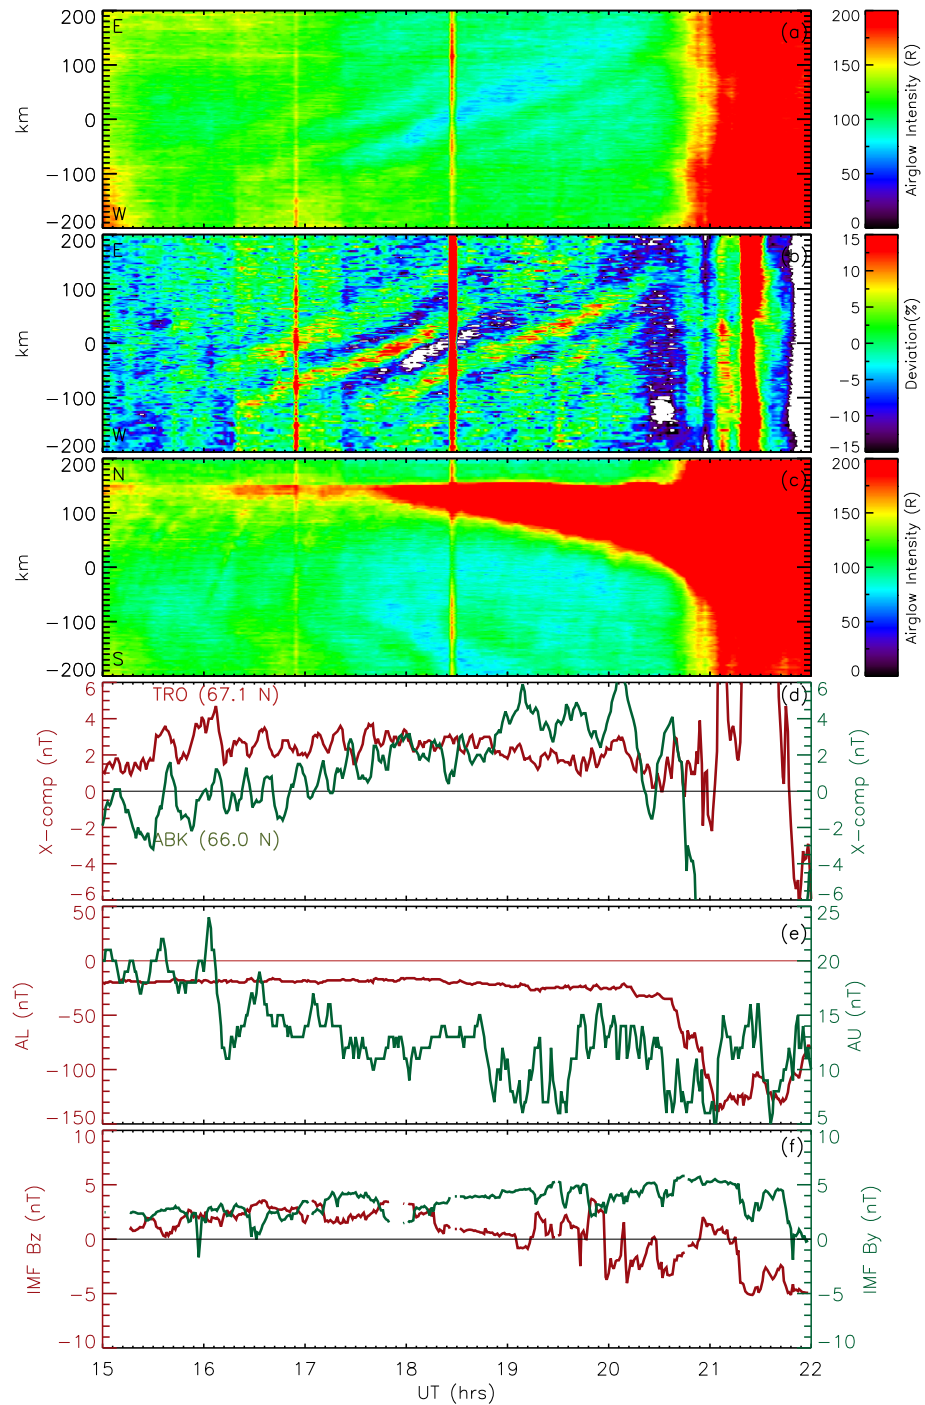 200
100
0
−100
−200
km
E
W
(a)
200
150
100
50
0
Airglow Intensity (R)
200
100
0
−100
−200
km
E
W
(b)
15
10
5
0
−5
−10
−15
Deviation(%)
200
100
0
−100
−200
km
N
S
(c)
200
150
100
50
0
Airglow Intensity (R)
6
4
2
0
−2
−4
−6
X−comp (nT)
TRO (67.1 N)
ABK (66.0 N)
(d)
6
4
2
0
−2
−4
−6
X−comp (nT)
50
0
−50
−100
−150
AL (nT)
(e)
25
20
15
10
5
AU (nT)
10
5
0
−5
−10
IMF Bz (nT)
(f)
10
5
0
−5
−10
IMF By (nT)
15 16 17 18 19 20 21 22
UT (hrs)